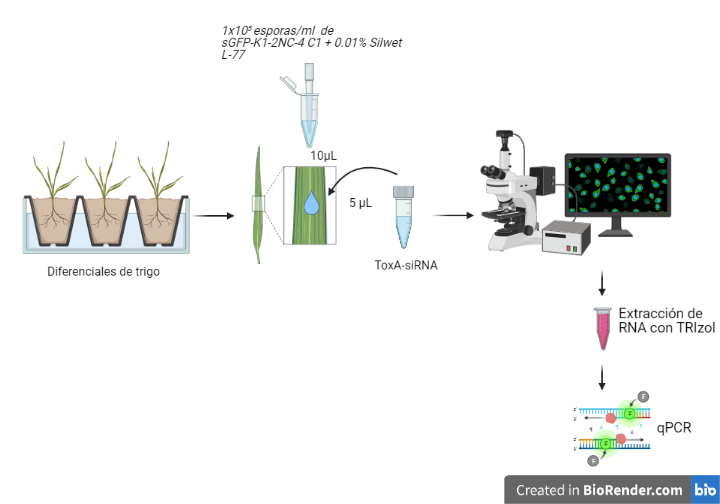 1x10⁵ esporas/ml de
sGFP-K1-2NC-4 C1 + 0.01% Silwet
L-77
10µL
5 µL
ToxA-siRNA
Diferenciales de trigo
Extracción de
RNA con TRIzol
F
F
qPCR
F
F
Created in BioRender.com bio